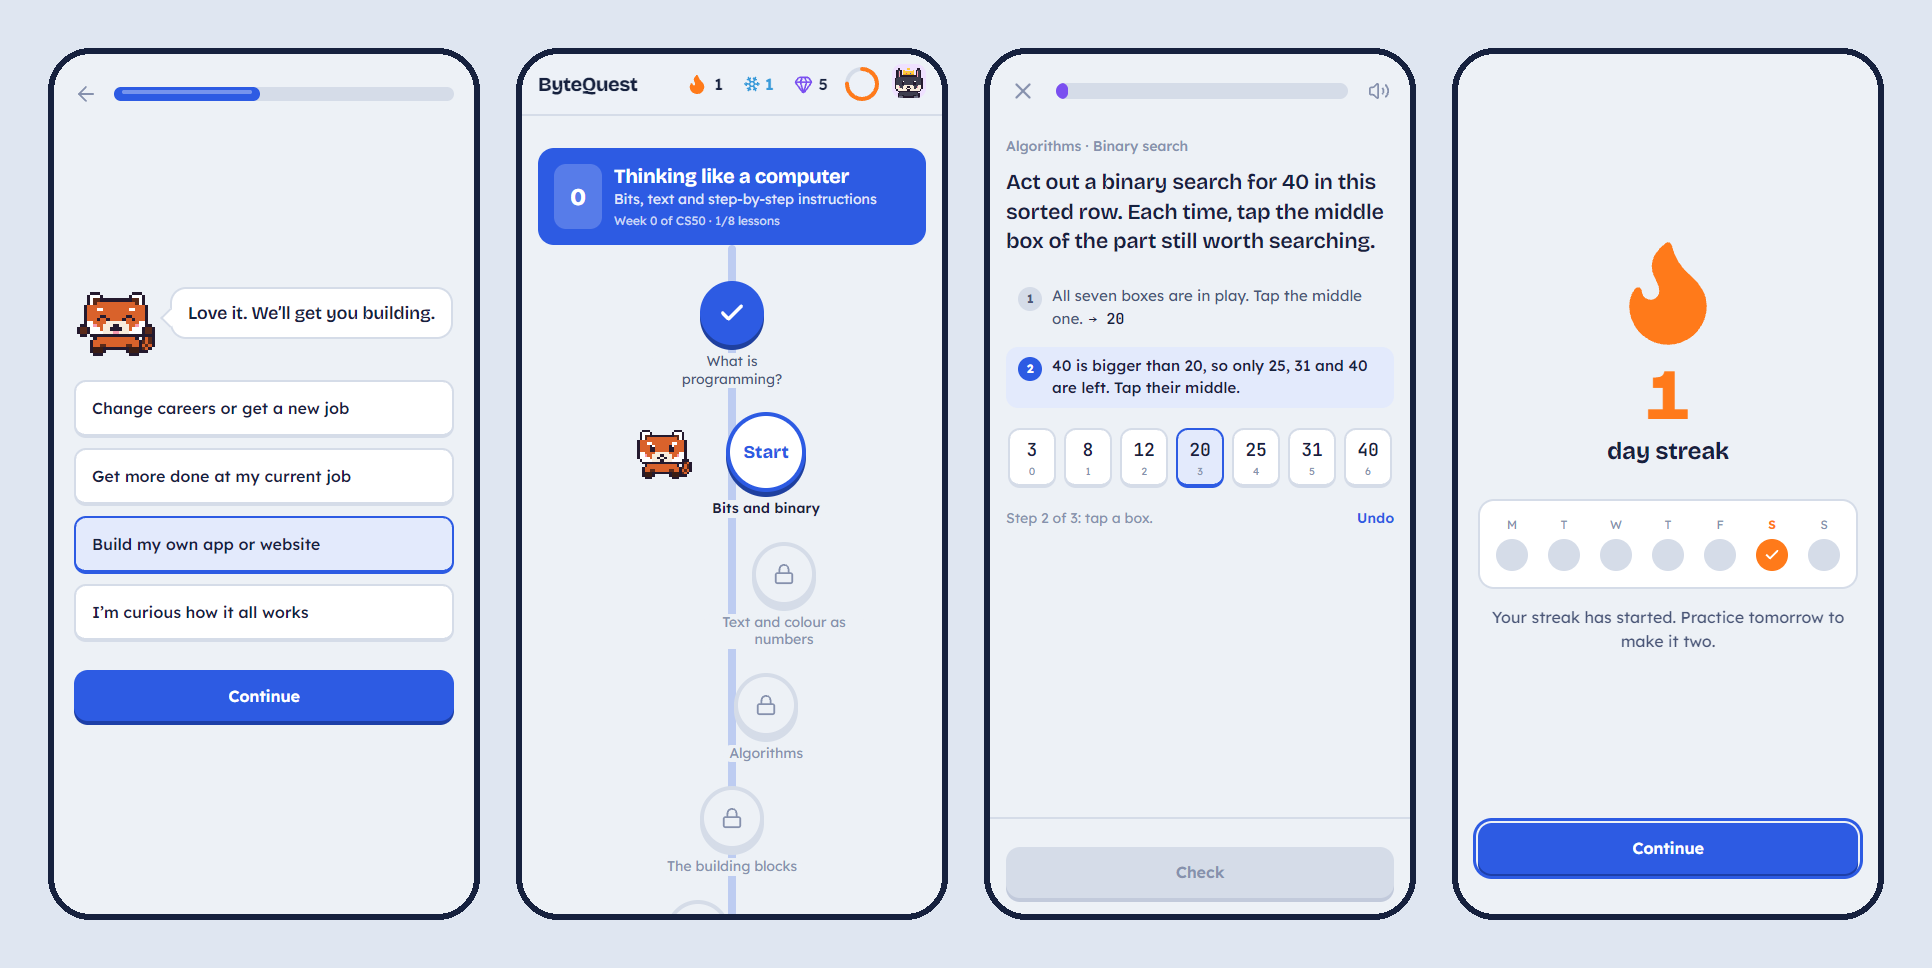 Love it. We'll get you building.
Change careers or get a new job
Get more done at my current job
Build my own app or website
I'm curious how it all works
Continue
ByteQuest
1
1
5
0
Thinking like a computer
Bits, text and step-by-step instructions
Week 0 of CS50 · 1/8 lessons
What is
programming?
Start
Bits and binary
Text and colour as
numbers
Algorithms
The building blocks
Algorithms · Binary search
Act out a binary search for 40 in this
sorted row. Each time, tap the middle
box of the part still worth searching.
1 All seven boxes are in play. Tap the middle
one. → 20
2 40 is bigger than 20, so only 25, 31 and 40
are left. Tap their middle.
3 8 12 20 25 31 40
0 1 2 3 4 5 6
Step 2 of 3: tap a box. Undo
Check
1
day streak
M T W T F S S
Your streak has started. Practice tomorrow to
make it two.
Continue